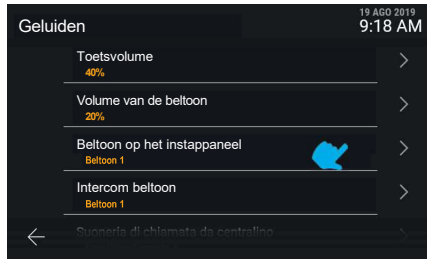 19 AGO 2019
Geluiden
9:18 AM
Toetsvolume
40%
Volume van de beltoon
20%
Beltoon op het instappaneel
Beltoon 1
Intercom beltoon
Beltoon 1
Suoneria di chiamata da centralino